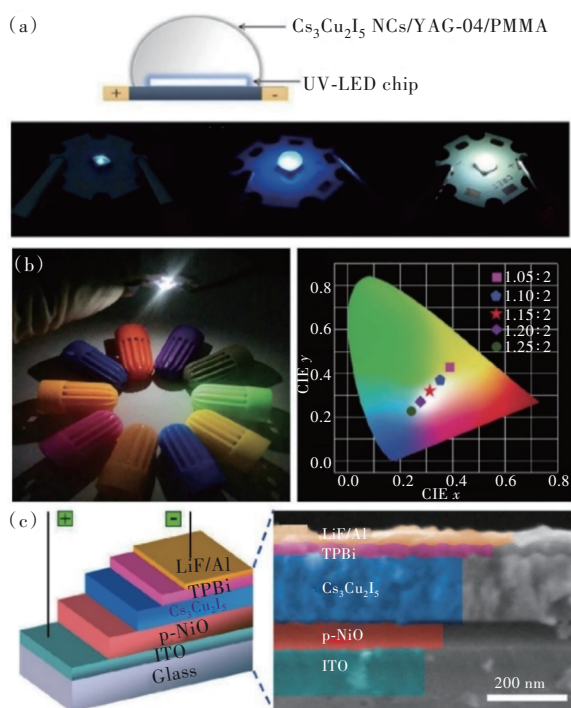 (a)
Cs₃Cu₂I₅ NCs/YAG-04/PMMA
UV-LED chip
+ -
(b)
0.8
0.6
0.4
0.2
0.0
CIE y
1.05:2
1.10:2
1.15:2
1.20:2
1.25:2
0.0 0.2 0.4 0.6 0.8
CIE x
(c)
+ -
LiF/Al
TPBi
Cs₃Cu₂I₅
p-NiO
ITO
Glass
LiF/Al
TPBi
Cs₃Cu₂I₅
p-NiO
ITO
200 nm